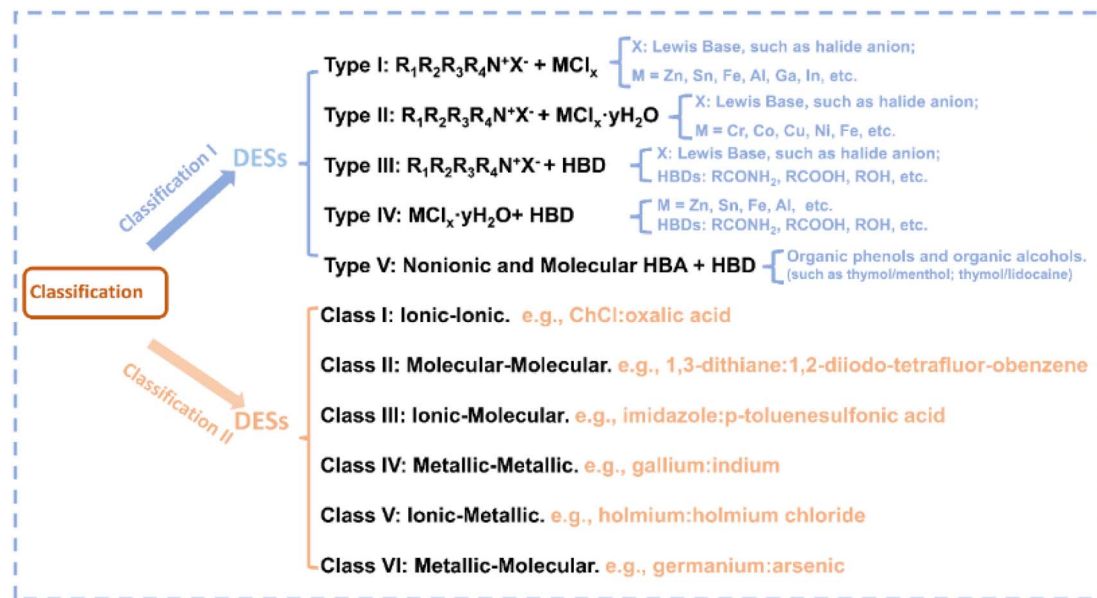 Classification
Classification I
DESs
Type I: R₁R₂R₃R₄N⁺X⁻ + MClₓ
X: Lewis Base, such as halide anion;
M = Zn, Sn, Fe, Al, Ga, In, etc.
Type II: R₁R₂R₃R₄N⁺X⁻ + MClₓ·yH₂O
X: Lewis Base, such as halide anion;
M = Cr, Co, Cu, Ni, Fe, etc.
Type III: R₁R₂R₃R₄N⁺X⁻ + HBD
X: Lewis Base, such as halide anion;
HBDs: RCONH₂, RCOOH, ROH, etc.
Type IV: MClₓ·yH₂O+ HBD
M = Zn, Sn, Fe, Al, etc.
HBDs: RCONH₂, RCOOH, ROH, etc.
Type V: Nonionic and Molecular HBA + HBD
Organic phenols and organic alcohols.
(such as thymol/menthol; thymol/lidocaine)
Classification II
DESs
Class I: Ionic-Ionic. e.g., ChCl:oxalic acid
Class II: Molecular-Molecular. e.g., 1,3-dithiane:1,2-diiodo-tetrafluor-obenzene
Class III: Ionic-Molecular. e.g., imidazole:p-toluenesulfonic acid
Class IV: Metallic-Metallic. e.g., gallium:indium
Class V: Ionic-Metallic. e.g., holmium:holmium chloride
Class VI: Metallic-Molecular. e.g., germanium:arsenic